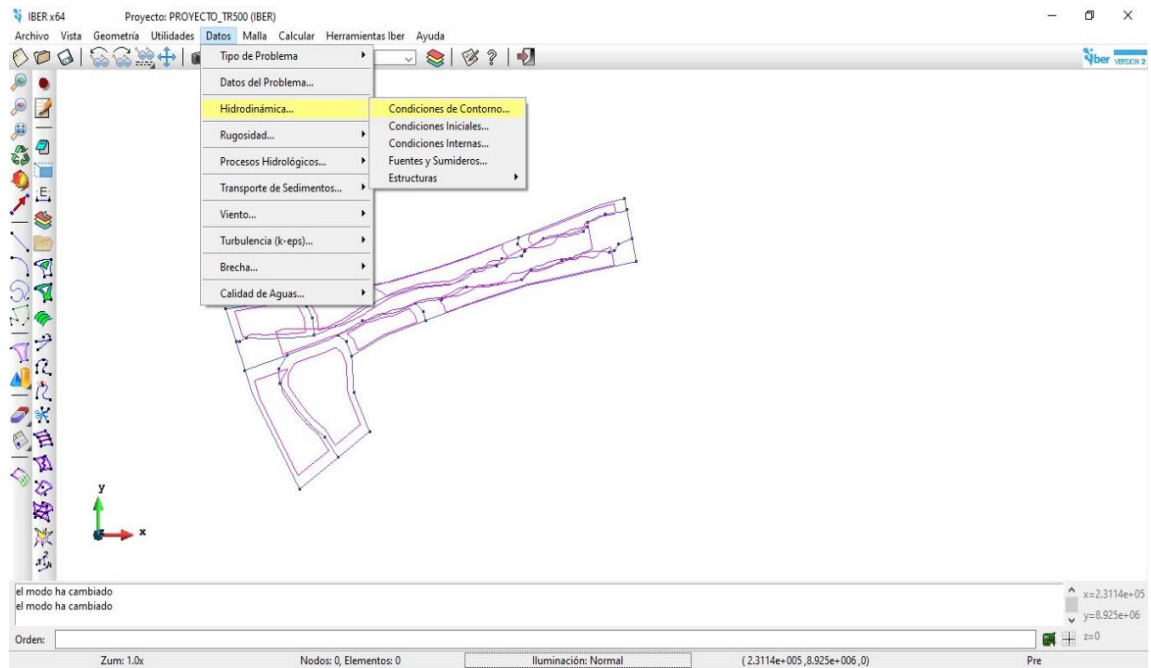 IBER x64 Proyecto: PROYECTO_TR500 (IBER)
Archivo Vista Geometría Utilidades Datos Malla Calcular Herramientas Iber Ayuda
iber VERSION 2
Tipo de Problema
Datos del Problema...
Hidrodinámica...
Rugosidad...
Procesos Hidrológicos...
Transporte de Sedimentos...
Viento...
Turbulencia (k-eps)...
Brecha...
Calidad de Aguas...
Condiciones de Contorno...
Condiciones Iniciales...
Condiciones Internas...
Fuentes y Sumideros...
Estructuras
E
y
x
el modo ha cambiado
el modo ha cambiado
x=2.3114e+05
y=8.925e+06
z=0
Orden:
Zum: 1.0x Nodos: 0, Elementos: 0 Iluminación: Normal ( 2.3114e+005 ,8.925e+006 ,0) Pre